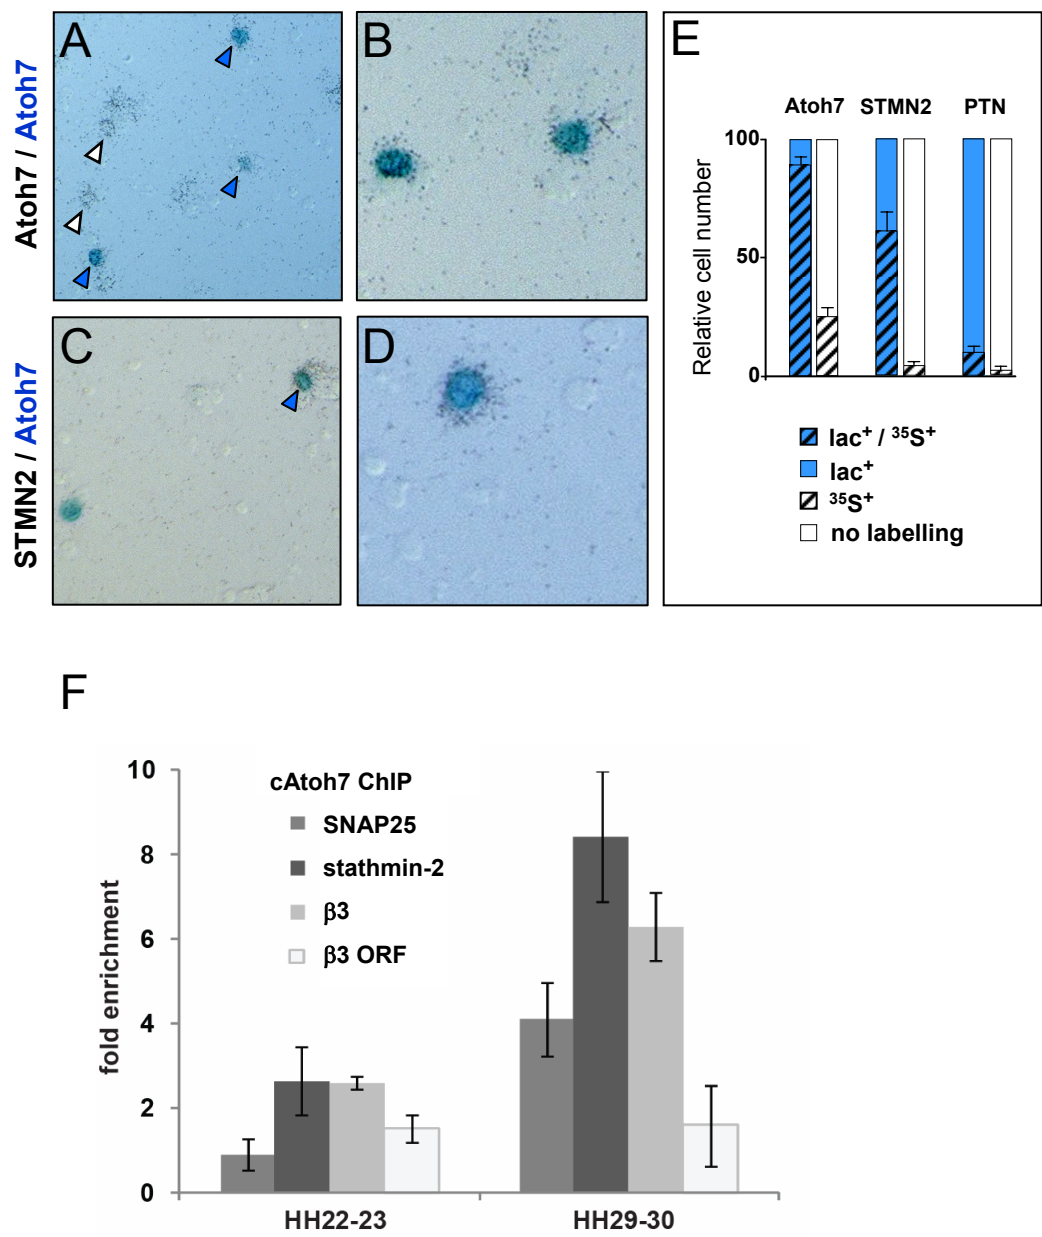 A
B
Atoh7 / Atoh7
C
D
STMN2 / Atoh7
E
Atoh7 STMN2 PTN
100
50
0
Relative cell number
lac+ / 35S+
lac+
35S+
no labelling
F
cAtoh7 ChIP
SNAP25
stathmin-2
β3
β3 ORF
fold enrichment
10
8
6
4
2
0
HH22-23 HH29-30